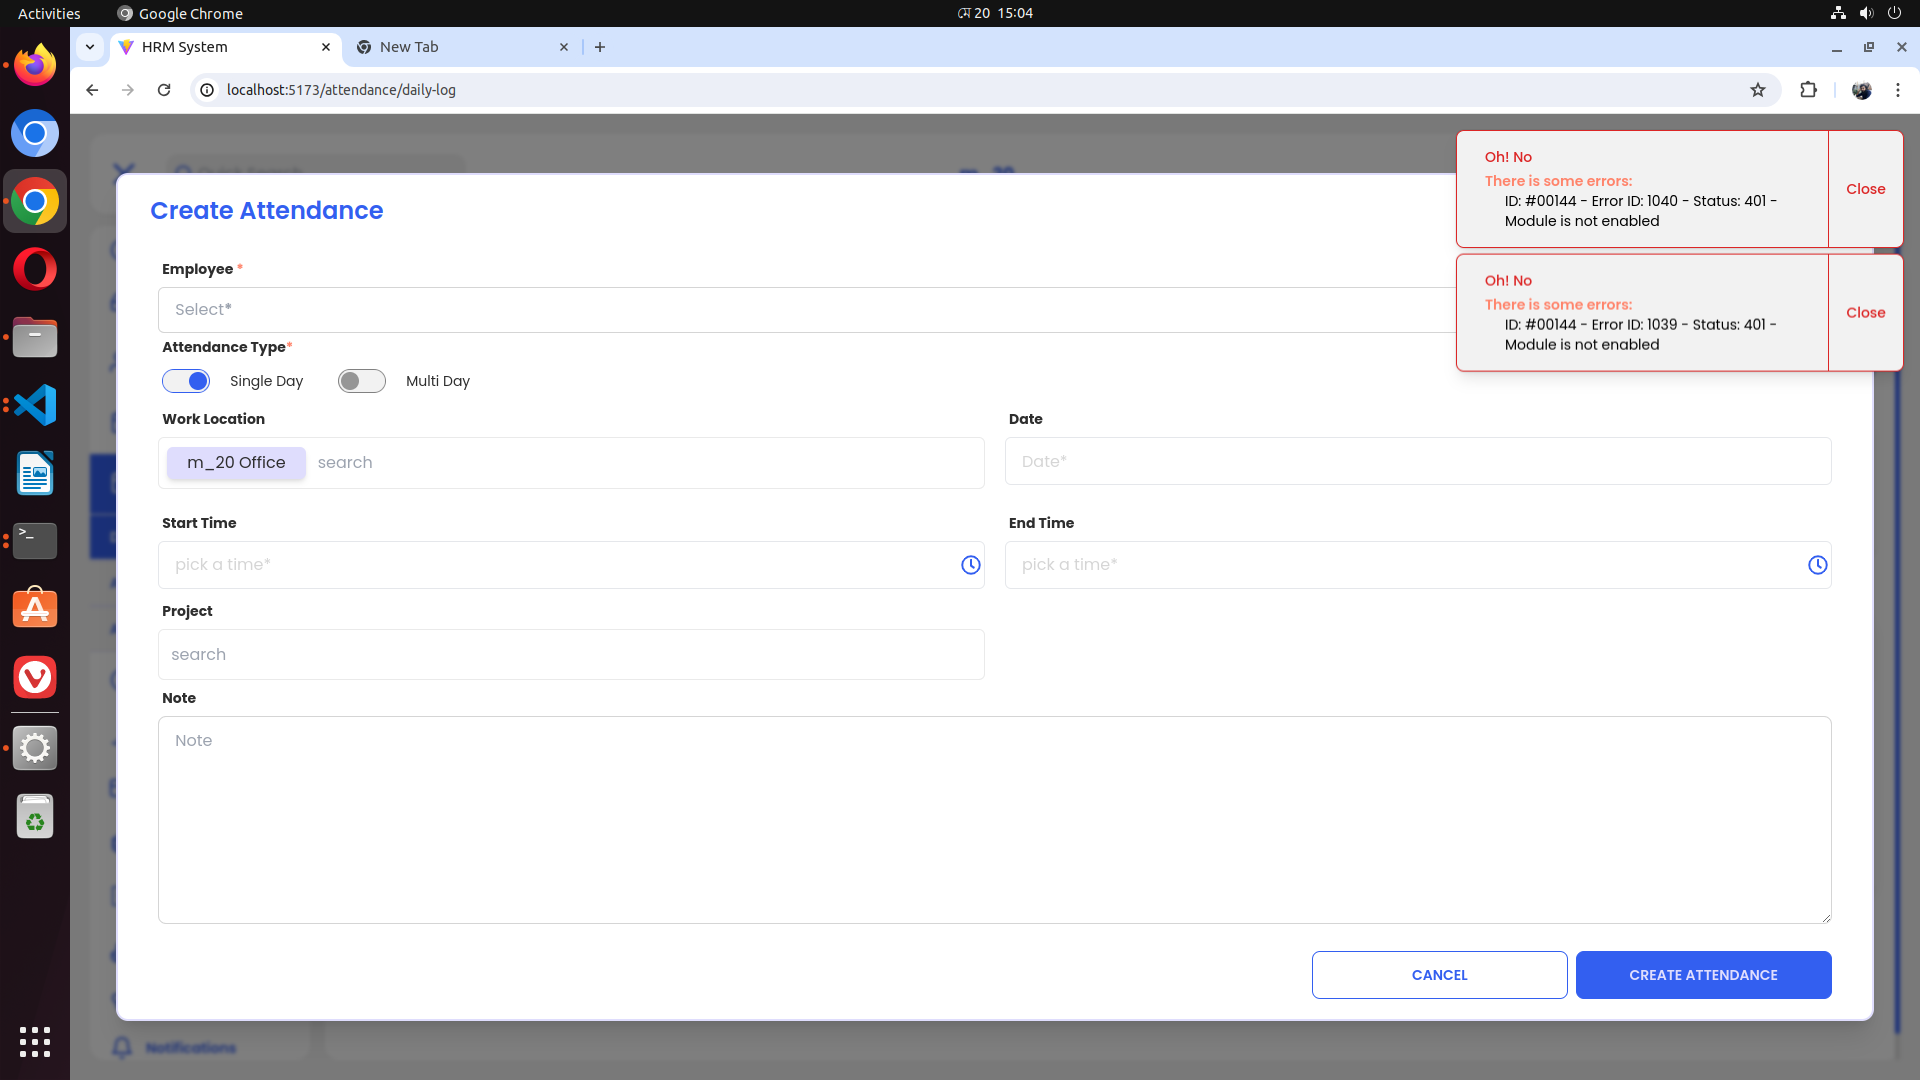 Activities
Google Chrome
মে 20 15:04
HRM System
New Tab
localhost:5173/attendance/daily-log
Oh! No
There is some errors:
ID: #00144 - Error ID: 1040 - Status: 401 -
Module is not enabled
Close
Oh! No
There is some errors:
ID: #00144 - Error ID: 1039 - Status: 401 -
Module is not enabled
Close
Create Attendance
Employee *
Select*
Attendance Type*
Single Day
Multi Day
Work Location
Date
m_20 Office
search
Date*
Start Time
End Time
pick a time*
pick a time*
Project
search
Note
Note
CANCEL
CREATE ATTENDANCE
Notifications